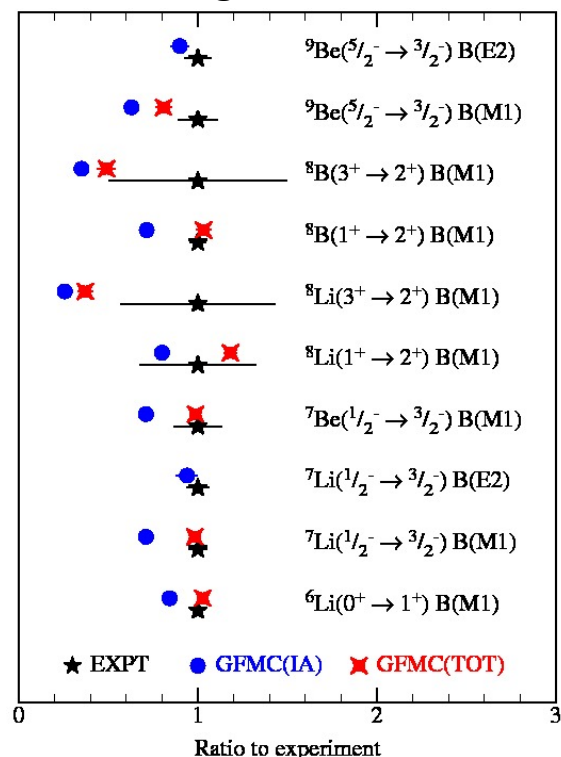 ⁹Be(⁵/₂⁻ → ³/₂⁻) B(E2)
⁹Be(⁵/₂⁻ → ³/₂⁻) B(M1)
⁸B(3⁺ → 2⁺) B(M1)
⁸B(1⁺ → 2⁺) B(M1)
⁸Li(3⁺ → 2⁺) B(M1)
⁸Li(1⁺ → 2⁺) B(M1)
⁷Be(¹/₂⁻ → ³/₂⁻) B(M1)
⁷Li(¹/₂⁻ → ³/₂⁻) B(E2)
⁷Li(¹/₂⁻ → ³/₂⁻) B(M1)
⁶Li(0⁺ → 1⁺) B(M1)
EXPT GFMC(IA) GFMC(TOT)
0 1 2 3
Ratio to experiment